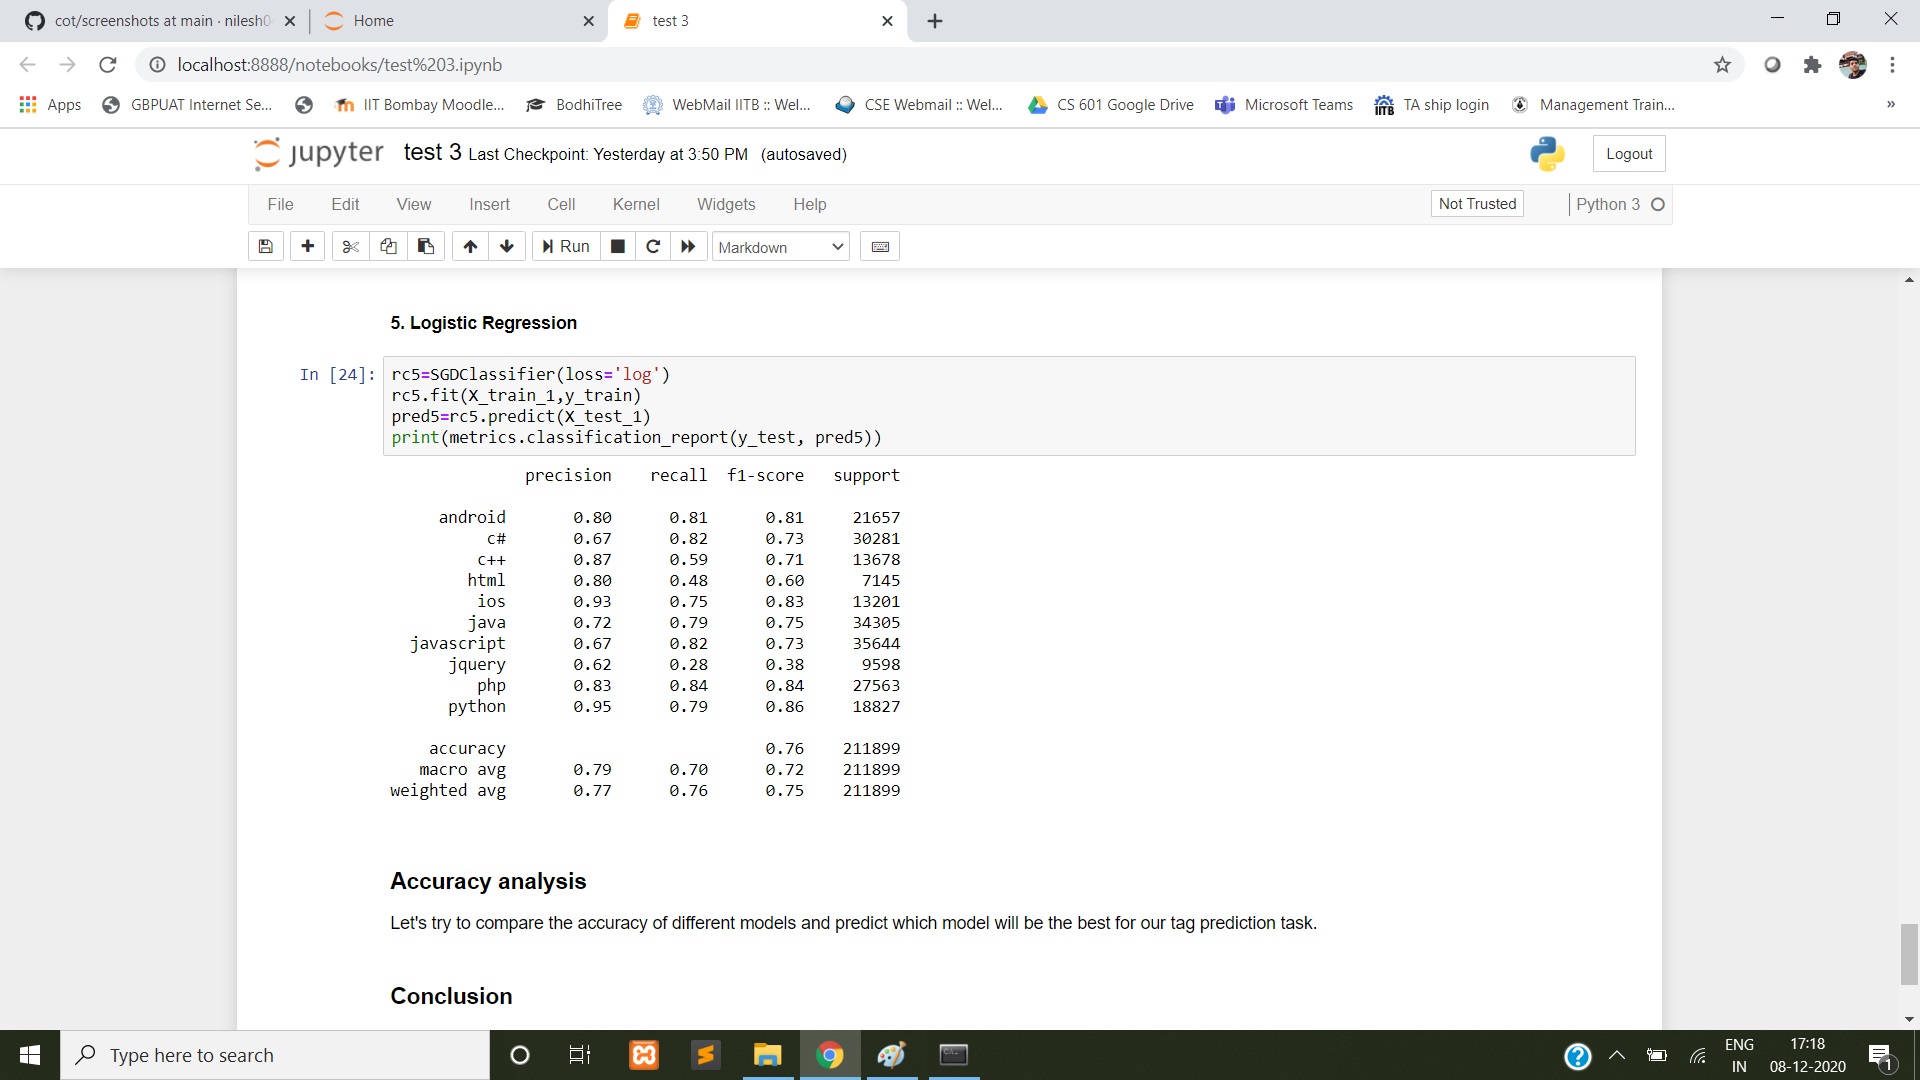 cot/screenshots at main · nilesh0
Home
test 3
localhost:8888/notebooks/test%203.ipynb
Apps
GBPUAT Internet Se...
IIT Bombay Moodle...
BodhiTree
WebMail IITB :: Wel...
CSE Webmail :: Wel...
CS 601 Google Drive
Microsoft Teams
TA ship login
Management Train...
»
jupyter test 3 Last Checkpoint: Yesterday at 3:50 PM (autosaved)
Logout
File Edit View Insert Cell Kernel Widgets Help
Not Trusted
Python 3
Run
Markdown
5. Logistic Regression
In [24]:
rc5=SGDClassifier(loss='log')
rc5.fit(X_train_1,y_train)
pred5=rc5.predict(X_test_1)
print(metrics.classification_report(y_test, pred5))
precision recall f1-score support
android 0.80 0.81 0.81 21657
c# 0.67 0.82 0.73 30281
c++ 0.87 0.59 0.71 13678
html 0.80 0.48 0.60 7145
ios 0.93 0.75 0.83 13201
java 0.72 0.79 0.75 34305
javascript 0.67 0.82 0.73 35644
jquery 0.62 0.28 0.38 9598
php 0.83 0.84 0.84 27563
python 0.95 0.79 0.86 18827
accuracy 0.76 211899
macro avg 0.79 0.70 0.72 211899
weighted avg 0.77 0.76 0.75 211899
Accuracy analysis
Let's try to compare the accuracy of different models and predict which model will be the best for our tag prediction task.
Conclusion
Type here to search
ENG
IN
17:18
08-12-2020
1